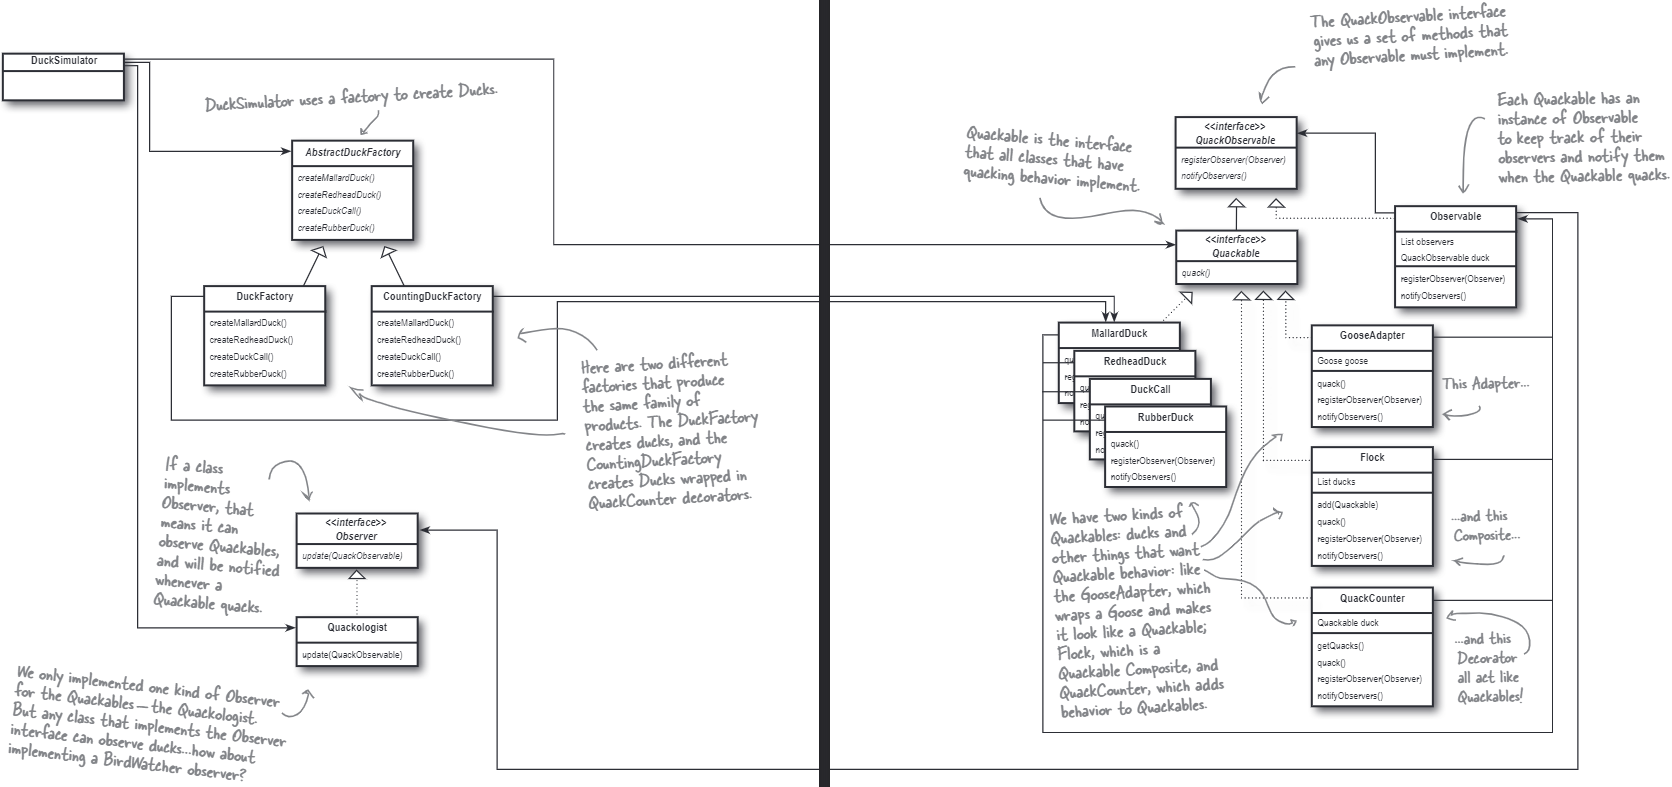 DuckSimulator
DuckSimulator uses a factory to create Ducks.
AbstractDuckFactory
createMallardDuck()
createRedheadDuck()
createDuckCall()
createRubberDuck()
DuckFactory
createMallardDuck()
createRedheadDuck()
createDuckCall()
createRubberDuck()
CountingDuckFactory
createMallardDuck()
createRedheadDuck()
createDuckCall()
createRubberDuck()
Here are two different
factories that produce
the same family of
products. The DuckFactory
creates ducks, and the
CountingDuckFactory
creates Ducks wrapped in
QuackCounter decorators.
If a class
implements
Observer, that
means it can
observe Quackables,
and will be notified
whenever a
Quackable quacks.
<<interface>>
Observer
update(QuackObservable)
Quackologist
update(QuackObservable)
We only implemented one kind of Observer
for the Quackables—the Quackologist.
But any class that implements the Observer
interface can observe ducks...how about
implementing a BirdWatcher observer?
The QuackObservable interface
gives us a set of methods that
any Observable must implement.
Quackable is the interface
that all classes that have
quacking behavior implement.
<<interface>>
QuackObservable
registerObserver(Observer)
notifyObservers()
Each Quackable has an
instance of Observable
to keep track of their
observers and notify them
when the Quackable quacks.
<<interface>>
Quackable
quack()
Observable
List observers
QuackObservable duck
registerObserver(Observer)
notifyObservers()
MallardDuck
qu
re
no
RedheadDuck
qu
re
no
DuckCall
qu
re
no
RubberDuck
quack()
registerObserver(Observer)
notifyObservers()
GooseAdapter
Goose goose
quack()
registerObserver(Observer)
notifyObservers()
This Adapter...
Flock
List ducks
add(Quackable)
quack()
registerObserver(Observer)
notifyObservers()
...and this
Composite...
We have two kinds of
Quackables: ducks and
other things that want
Quackable behavior: like
the GooseAdapter, which
wraps a Goose and makes
it look like a Quackable;
Flock, which is a
Quackable Composite, and
QuackCounter, which adds
behavior to Quackables.
QuackCounter
Quackable duck
getQuacks()
quack()
registerObserver(Observer)
notifyObservers()
...and this
Decorator
all act like
Quackables!